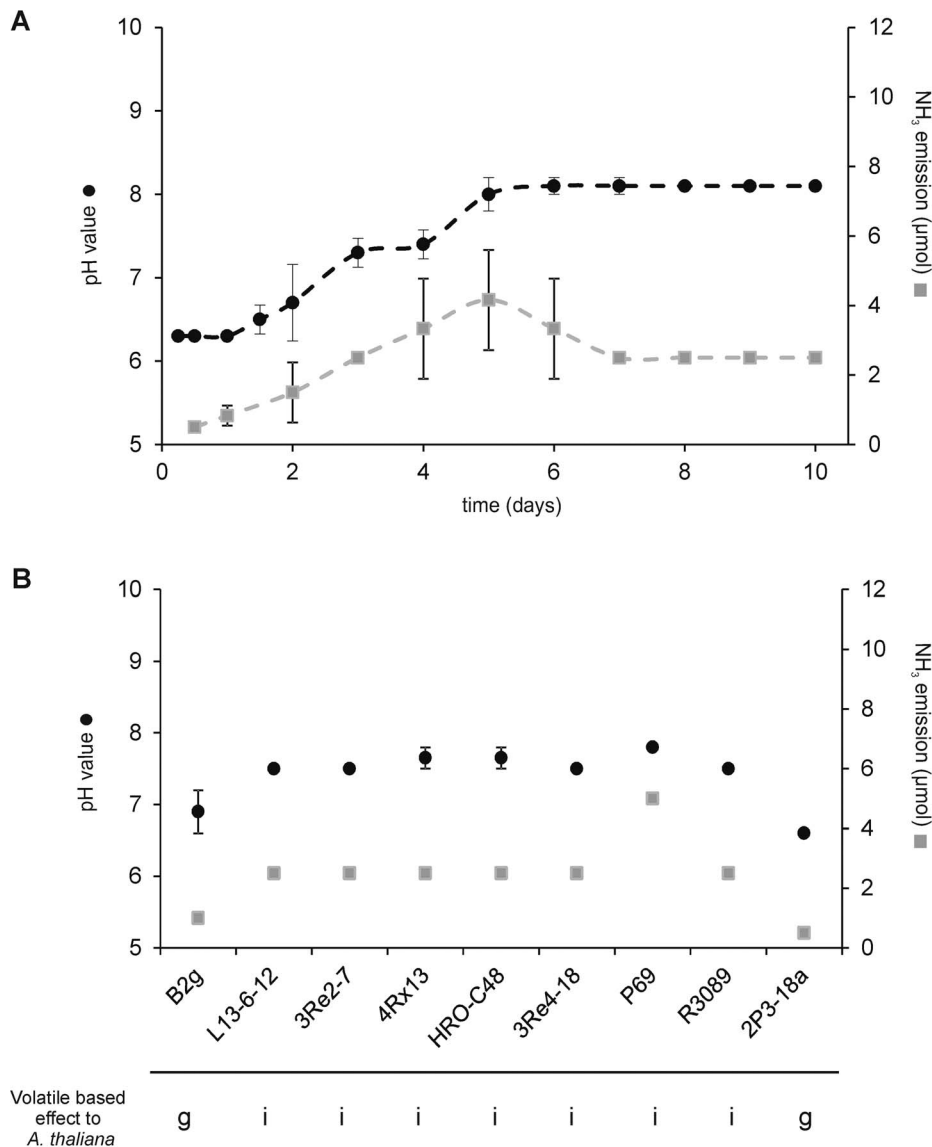 A
10
9
8
7
6
5
pH value
12
10
8
6
4
2
0
NH₃ emission (µmol)
0 2 4 6 8 10
time (days)
B
10
9
8
7
6
5
pH value
12
10
8
6
4
2
0
NH₃ emission (µmol)
B2g L13-6-12 3Re2-7 4Rx13 HRO-C48 3Re4-18 P69 R3089 2P3-18a
Volatile based
effect to
A. thaliana
g i i i i i i i g